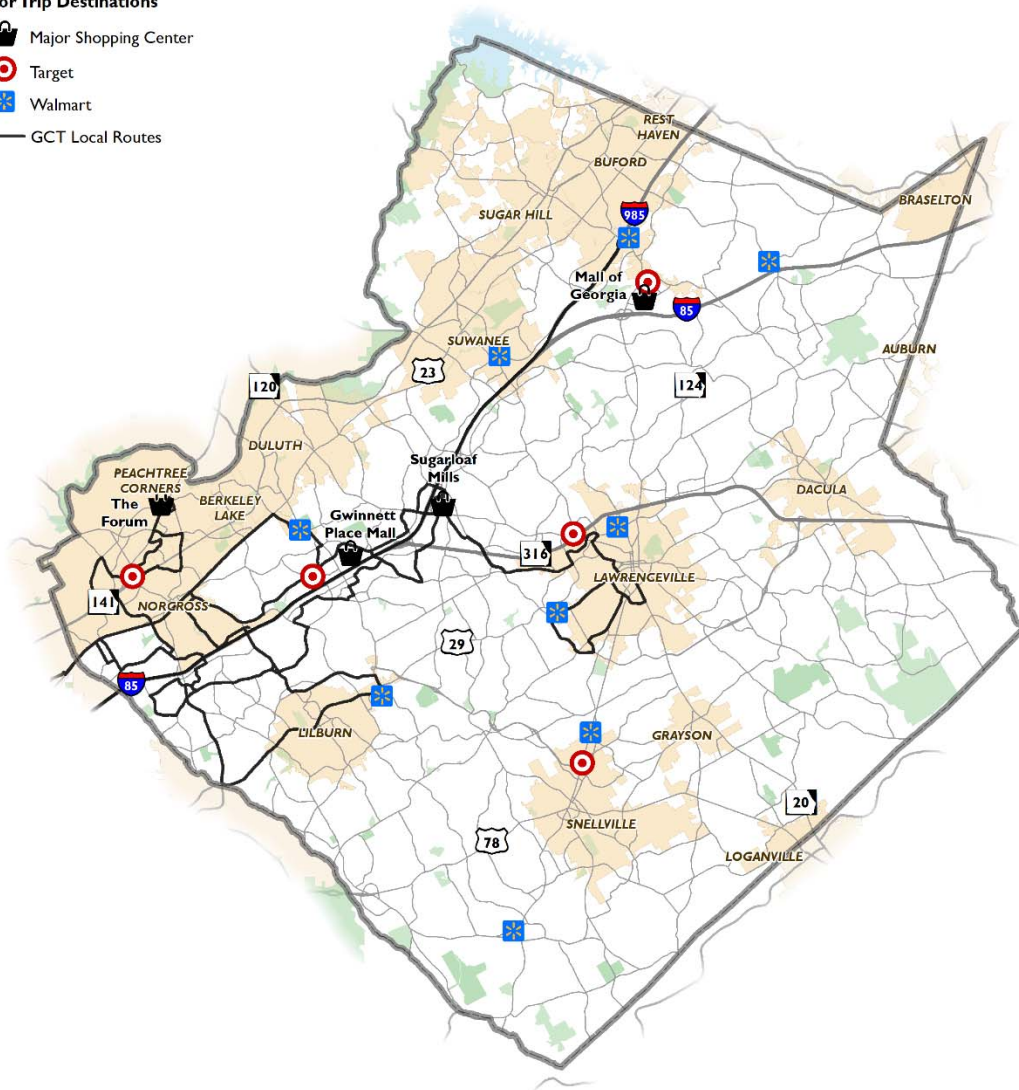 or Trip Destinations
Major Shopping Center
Target
Walmart
GCT Local Routes
REST
HAVEN
BUFORD
BRASELTON
SUGAR HILL
985
Mall of
Georgia
85
SUWANEE
AUBURN
23
120
124
DULUTH
Sugarloaf
Mills
PEACHTREE
CORNERS
DACULA
The
Forum
BERKELEY
LAKE
Gwinnett
Place Mall
316
LAWRENCEVILLE
141
NORCROSS
29
85
LILBURN
GRAYSON
20
SNELLVILLE
78
LOGANVILLE